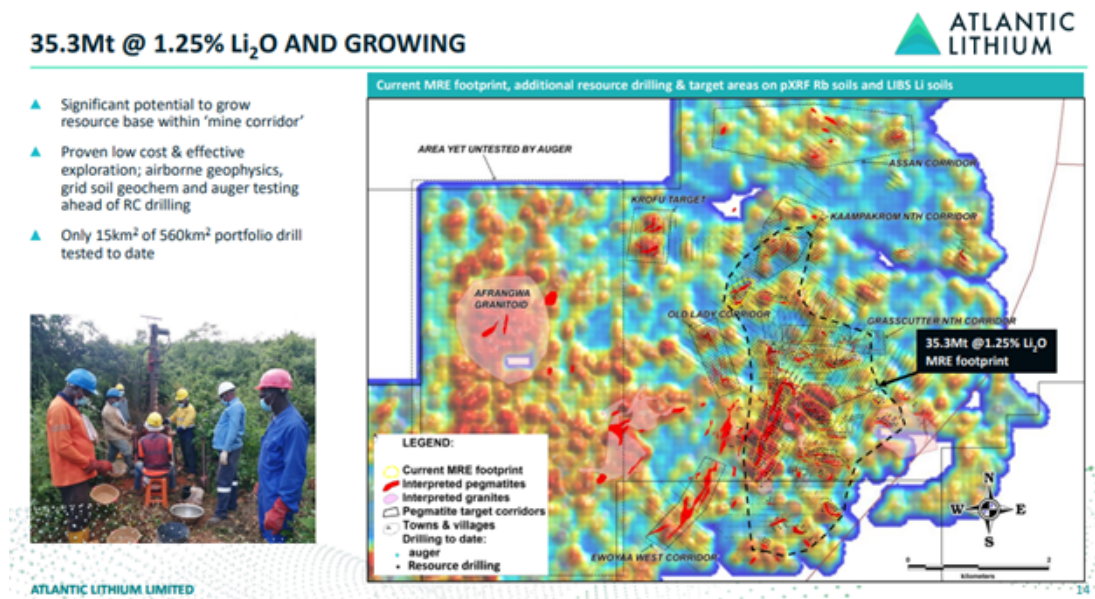 35.3Mt @ 1.25% Li₂O AND GROWING
ATLANTIC
LITHIUM
Significant potential to grow
resource base within ‘mine corridor’
Proven low cost & effective
exploration; airborne geophysics,
grid soil geochem and auger testing
ahead of RC drilling
Only 15km² of 560km² portfolio drill
tested to date
Current MRE footprint, additional resource drilling & target areas on pXRF Rb soils and LIBS Li soils
AREA YET UNTESTED BY AUGER
ASSAN CORRIDOR
KROFU TARGET
KAAMPAKROM NTH CORRIDOR
AFRANGWA
GRANITOID
OLD LADY CORRIDOR
GRASSCUTTER NTH CORRIDOR
35.3Mt @1.25% Li₂O
MRE footprint
LEGEND:
Current MRE footprint
Interpreted pegmatites
Interpreted granites
Pegmatite target corridors
Towns & villages
Drilling to date:
auger
Resource drilling
EWOYAA WEST CORRIDOR
N
W E
S
0 2
kilometers
ATLANTIC LITHIUM LIMITED
14